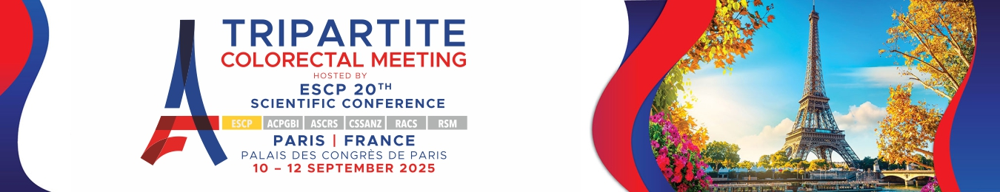 TRIPARTITE
COLORECTAL MEETING
HOSTED BY
ESCP 20TH
SCIENTIFIC CONFERENCE
ESCP ACPGBI ASCRS CSSANZ RACS RSM
PARIS | FRANCE
PALAIS DES CONGRÈS DE PARIS
10 – 12 SEPTEMBER 2025